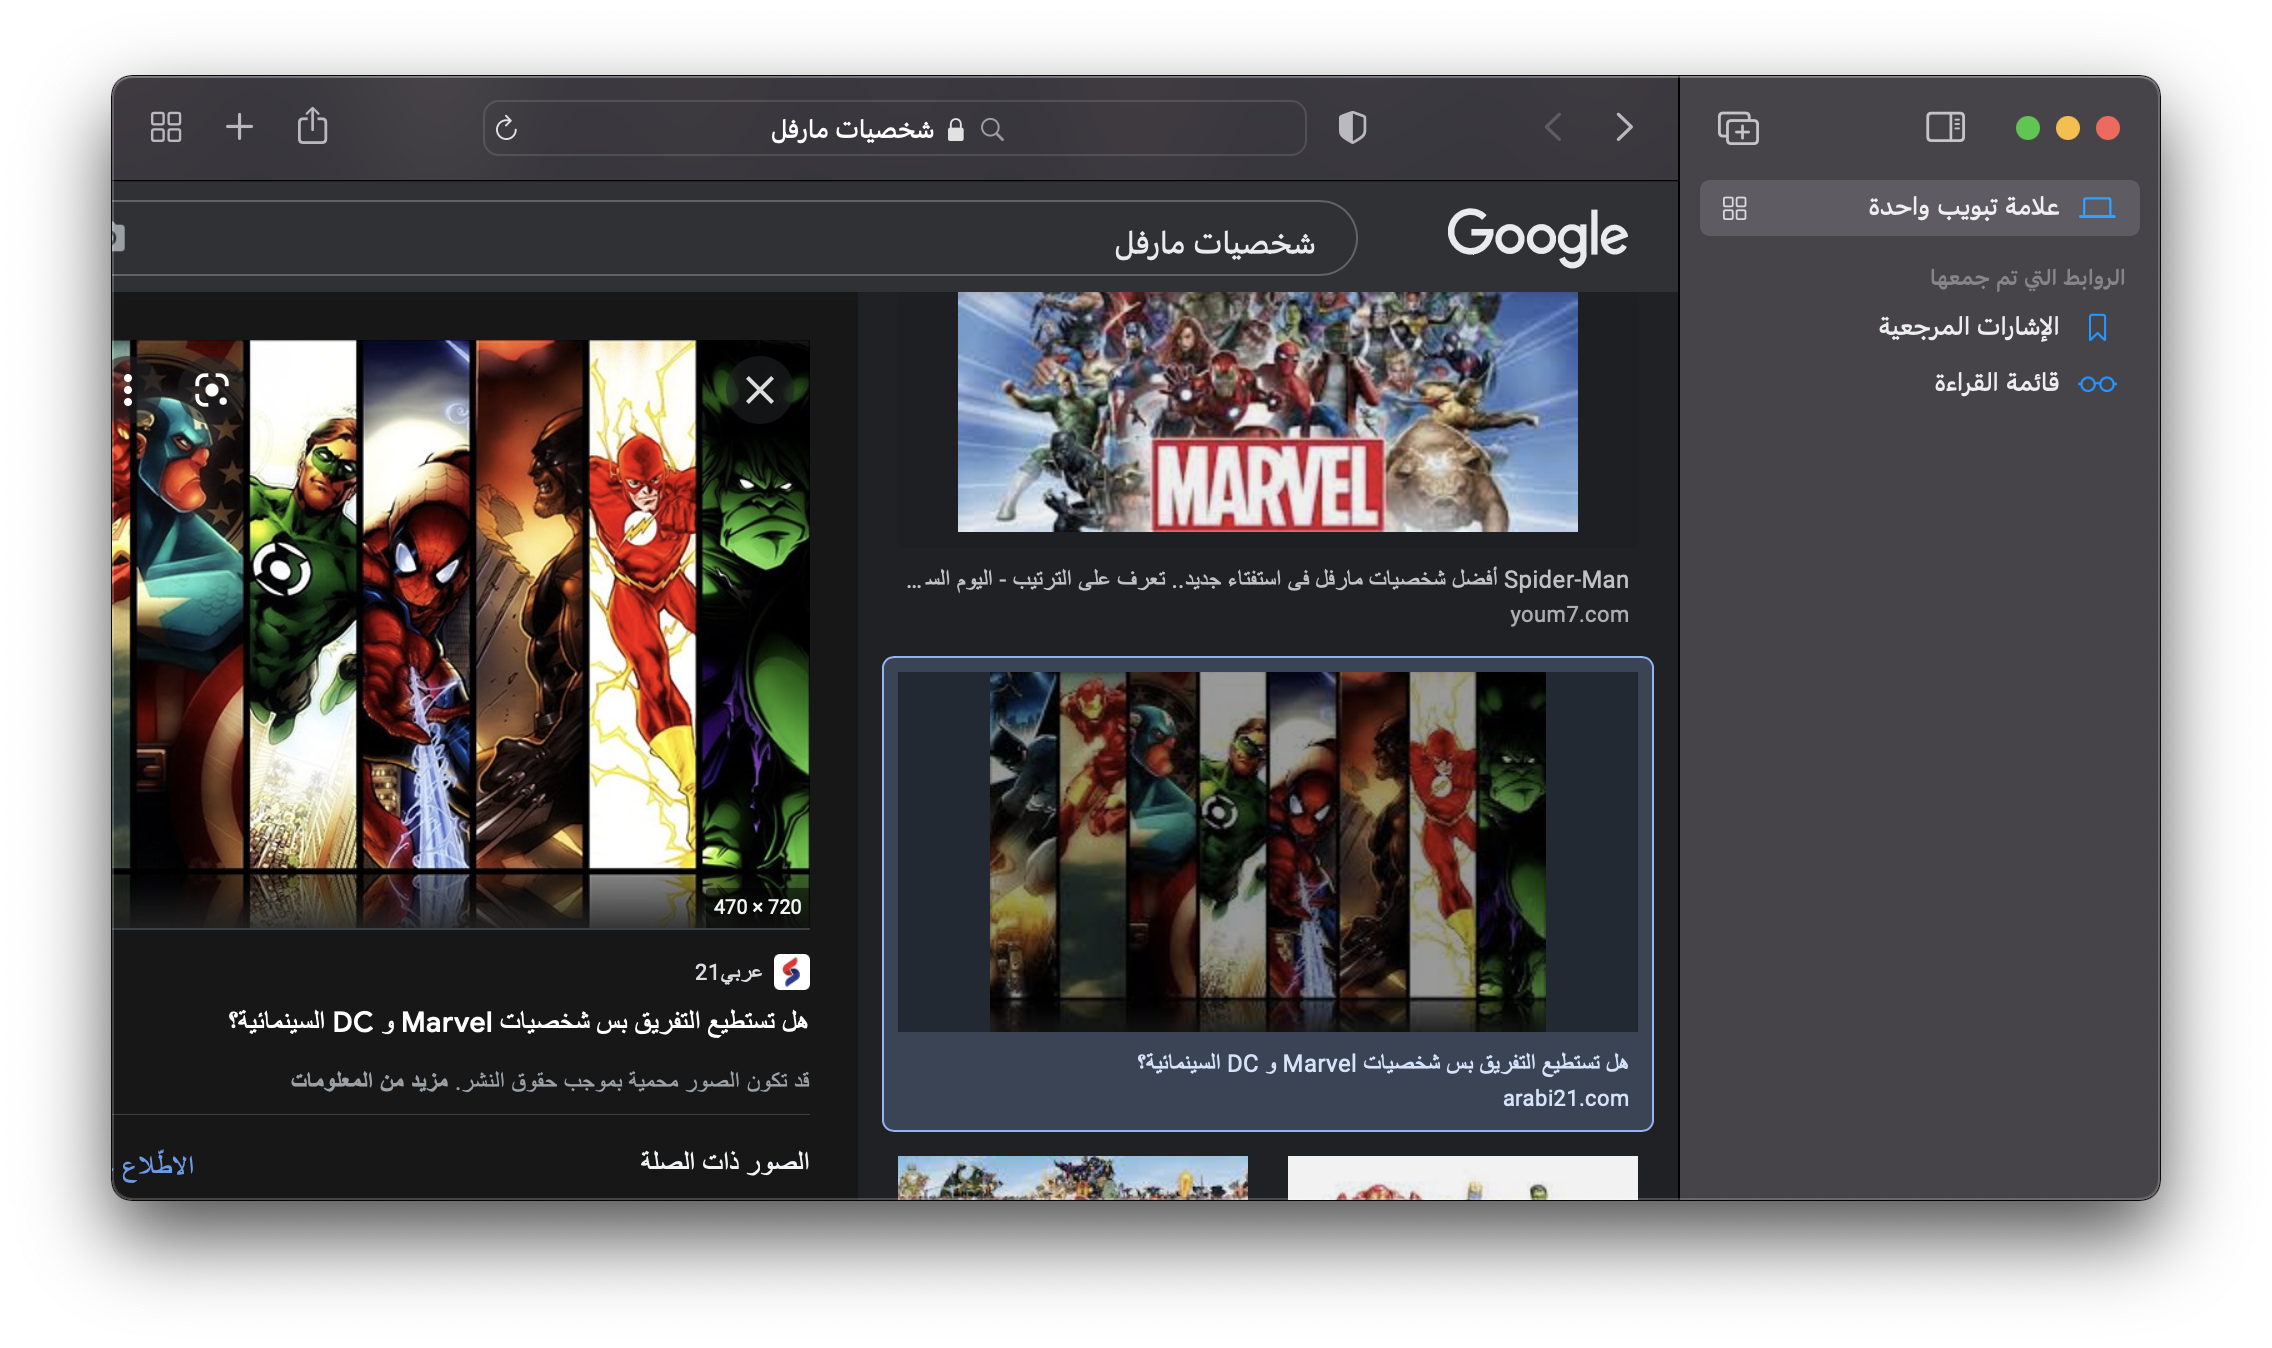 علامة تبويب واحدة
الروابط التي تم جمعها
الإشارات المرجعية
قائمة القراءة
شخصيات مارفل
Google
شخصيات مارفل
MARVEL
Spider-Man أفضل شخصيات مارفل فى استفتاء جديد.. تعرف على الترتيب - اليوم الس...
youm7.com
هل تستطيع التفريق بس شخصيات Marvel و DC السينمائية؟
arabi21.com
470 × 720
عربي21
هل تستطيع التفريق بس شخصيات Marvel و DC السينمائية؟
قد تكون الصور محمية بموجب حقوق النشر. مزيد من المعلومات
الصور ذات الصلة
الاطّلاع